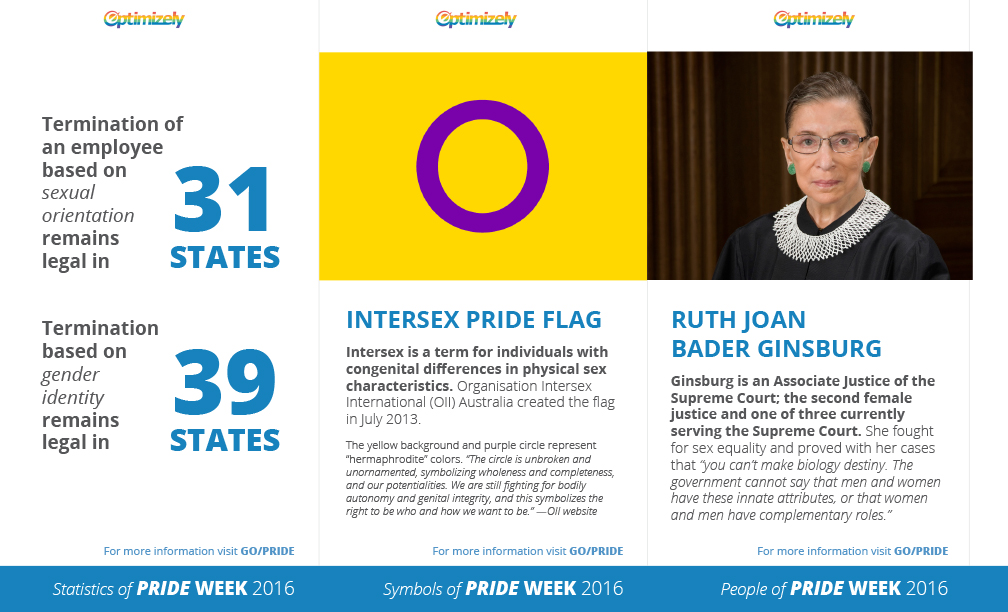 Optimizely
Termination of
an employee
based on
sexual
orientation
remains
legal in
31
STATES
Termination
based on
gender
identity
remains
legal in
39
STATES
For more information visit GO/PRIDE
Statistics of PRIDE WEEK 2016
Optimizely
INTERSEX PRIDE FLAG
Intersex is a term for individuals with
congenital differences in physical sex
characteristics. Organisation Intersex
International (OII) Australia created the flag
in July 2013.
The yellow background and purple circle represent
“hermaphrodite” colors. “The circle is unbroken and
unornamented, symbolizing wholeness and completeness,
and our potentialities. We are still fighting for bodily
autonomy and genital integrity, and this symbolizes the
right to be who and how we want to be.” —OII website
For more information visit GO/PRIDE
Symbols of PRIDE WEEK 2016
Optimizely
RUTH JOAN
BADER GINSBURG
Ginsburg is an Associate Justice of the
Supreme Court; the second female
justice and one of three currently
serving the Supreme Court. She fought
for sex equality and proved with her cases
that “you can’t make biology destiny. The
government cannot say that men and women
have these innate attributes, or that women
and men have complementary roles.”
For more information visit GO/PRIDE
People of PRIDE WEEK 2016